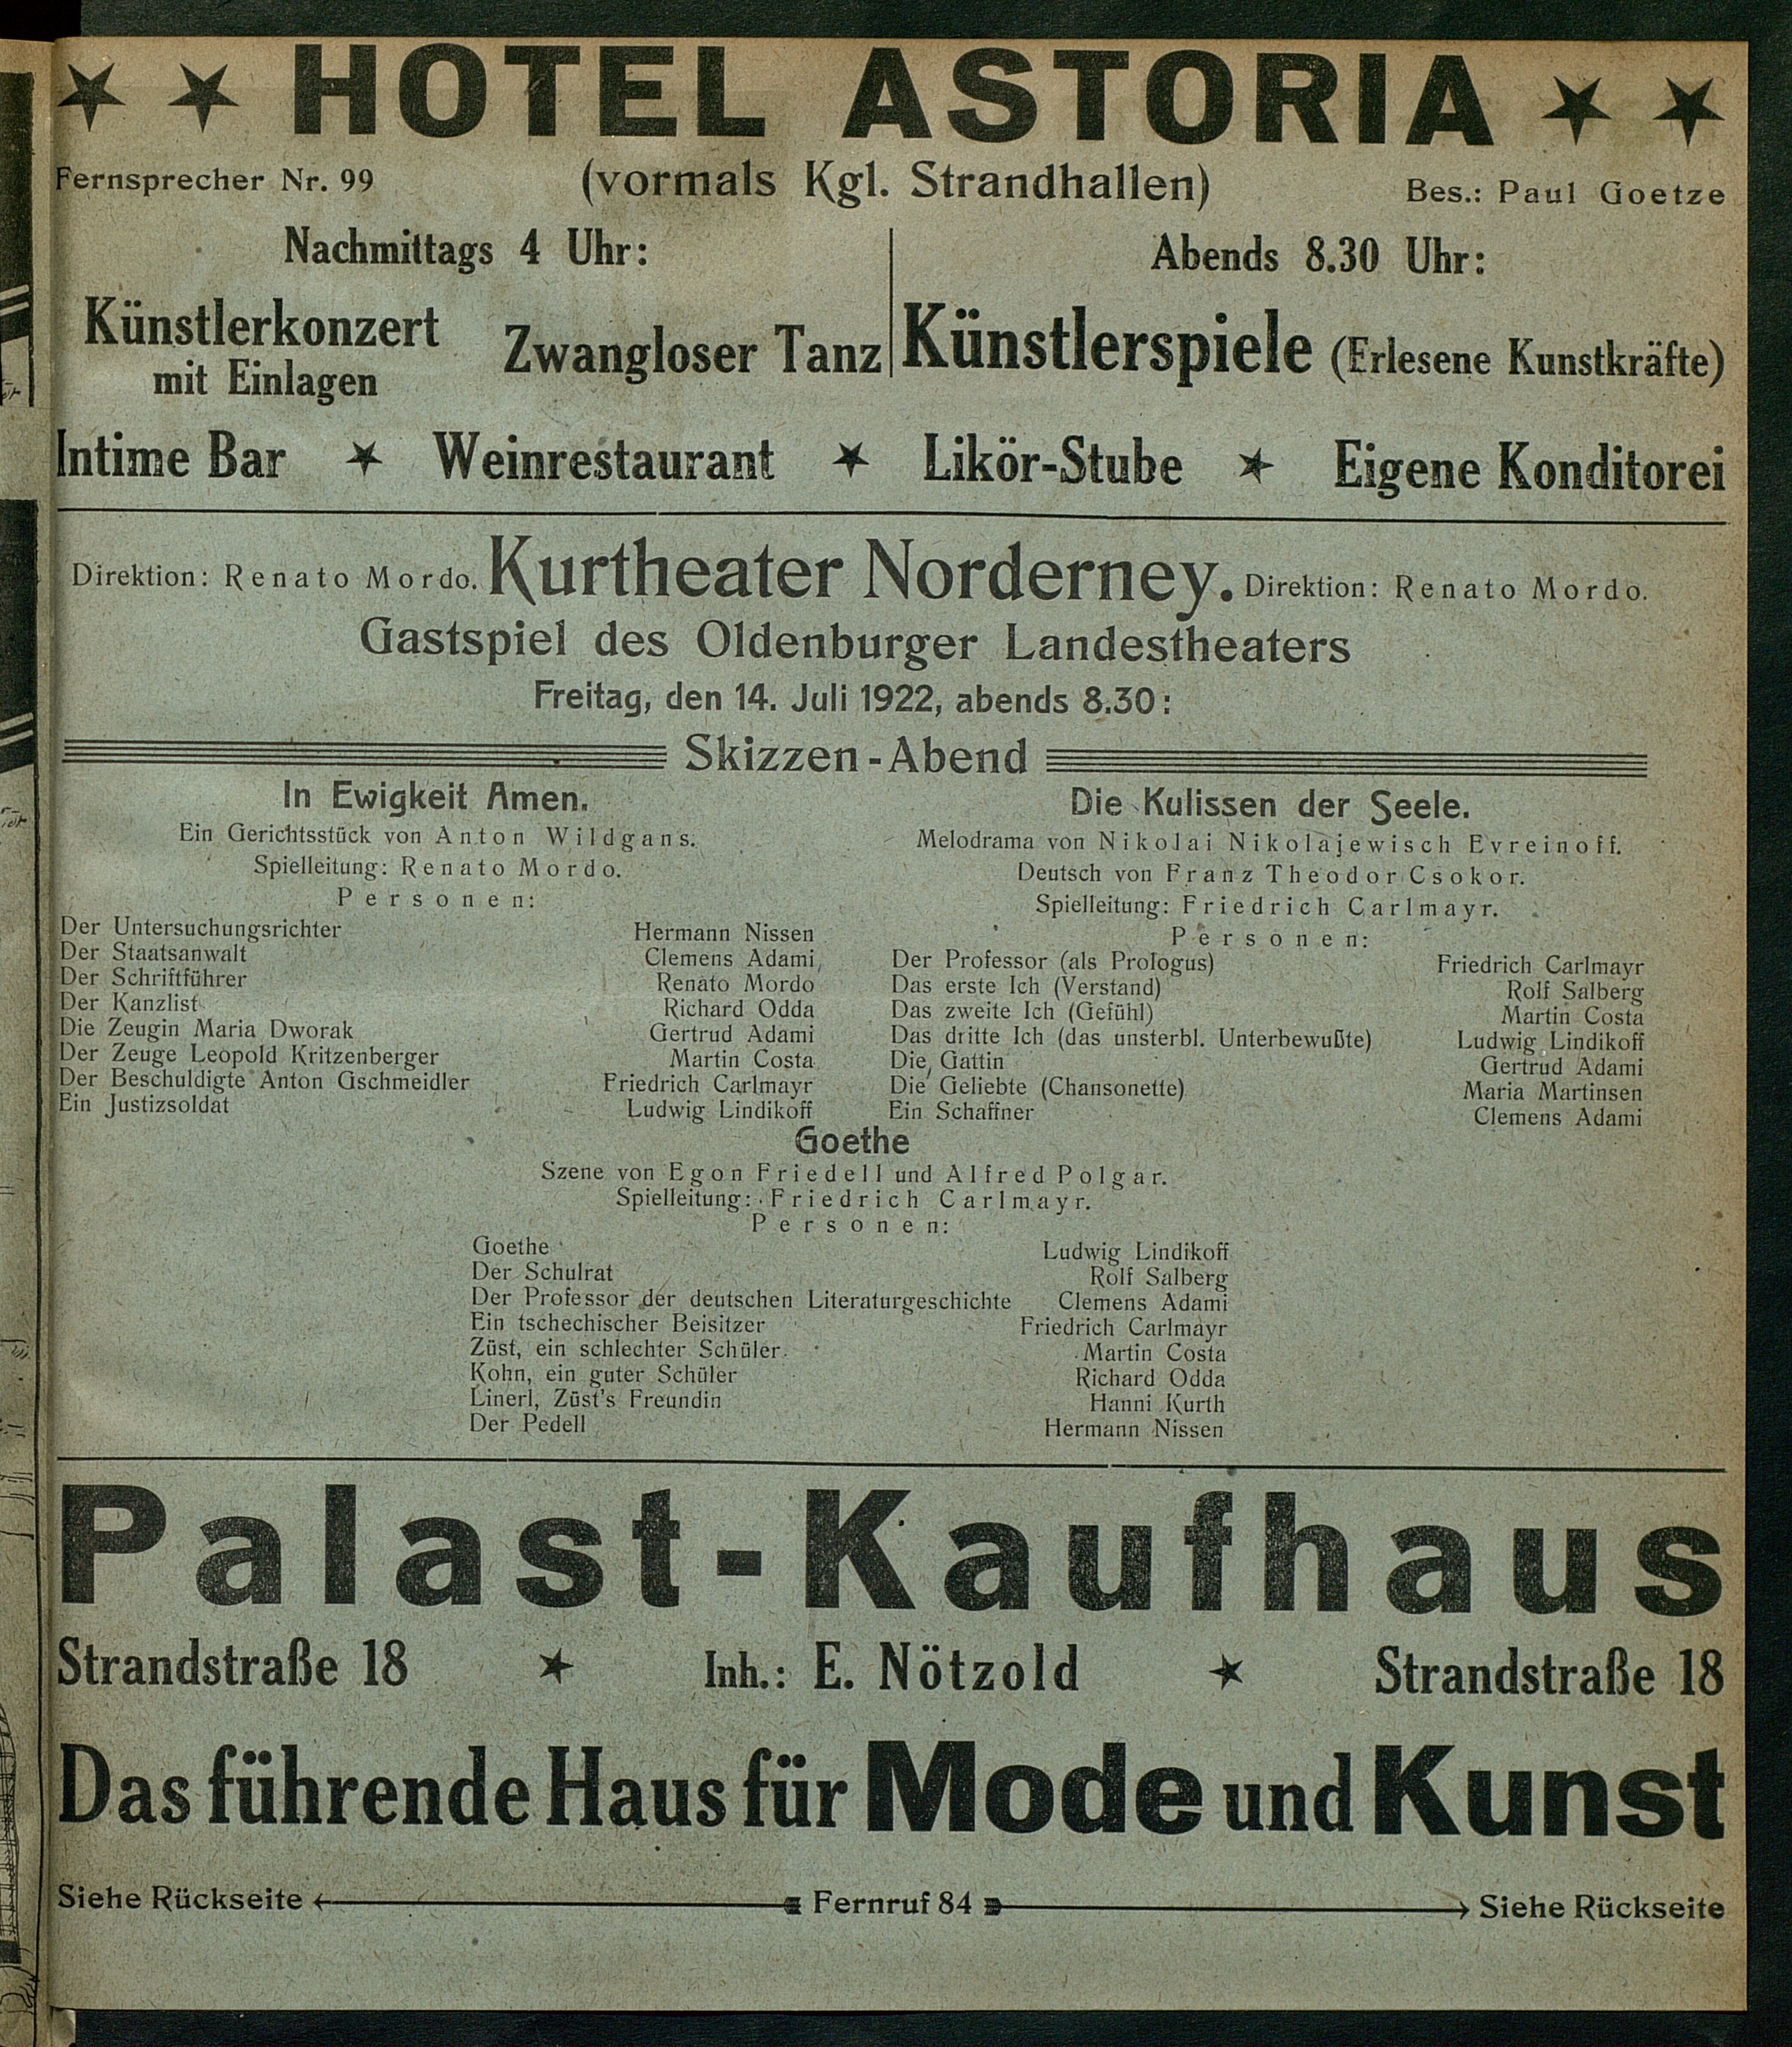 HOTEL ASTORIA
Fernsprecher Nr. 99 (vormals Kgl. Strandhallen) Bes.: Paul Goetze
Nachmittags 4 Uhr:
Künstlerkonzert
mit Einlagen
Zwangloser Tanz
Abends 8.30 Uhr:
Künstlerspiele (Erlesene Kunstkräfte)
Intime Bar ★ Weinrestaurant ★ Likör-Stube ★ Eigene Konditorei
Direktion: Renato Mordo. Kurtheater Norderney. Direktion: Renato Mordo.
Gastspiel des Oldenburger Landestheaters
Freitag, den 14. Juli 1922, abends 8.30:
Skizzen-Abend
In Ewigkeit Amen.
Ein Gerichtsstück von Anton Wildgans.
Spielleitung: Renato Mordo.
Personen:
Der Untersuchungsrichter Hermann Nissen
Der Staatsanwalt Clemens Adami
Der Schriftführer Renato Mordo
Der Kanzlist Richard Odda
Die Zeugin Maria Dworak Gertrud Adami
Der Zeuge Leopold Kritzenberger Martin Costa
Der Beschuldigte Anton Gschmeidler Friedrich Carlmayr
Ein Justizsoldat Ludwig Lindikoff
Die Kulissen der Seele.
Melodrama von Nikolai Nikolajewisch Evreinoff.
Deutsch von Franz Theodor Csokor.
Spielleitung: Friedrich Carlmayr.
Personen:
Der Professor (als Prologus) Friedrich Carlmayr
Das erste Ich (Verstand) Rolf Salberg
Das zweite Ich (Gefühl) Martin Costa
Das dritte Ich (das unsterbl. Unterbewußte) Ludwig Lindikoff
Die Gattin Gertrud Adami
Die Geliebte (Chansonette) Maria Martinsen
Ein Schaffner Clemens Adami
Goethe
Szene von Egon Friedell und Alfred Polgar.
Spielleitung: Friedrich Carlmayr.
Personen:
Goethe Ludwig Lindikoff
Der Schulrat Rolf Salberg
Der Professor der deutschen Literaturgeschichte Clemens Adami
Ein tschechischer Beisitzer Friedrich Carlmayr
Züst, ein schlechter Schüler Martin Costa
Kohn, ein guter Schüler Richard Odda
Linerl, Züst's Freundin Hanni Kurth
Der Pedell Hermann Nissen
Palast-Kaufhaus
Strandstraße 18 ★ Inh.: E. Nötzold ★ Strandstraße 18
Das führende Haus für Mode und Kunst
Siehe Rückseite Fernruf 84 Siehe Rückseite